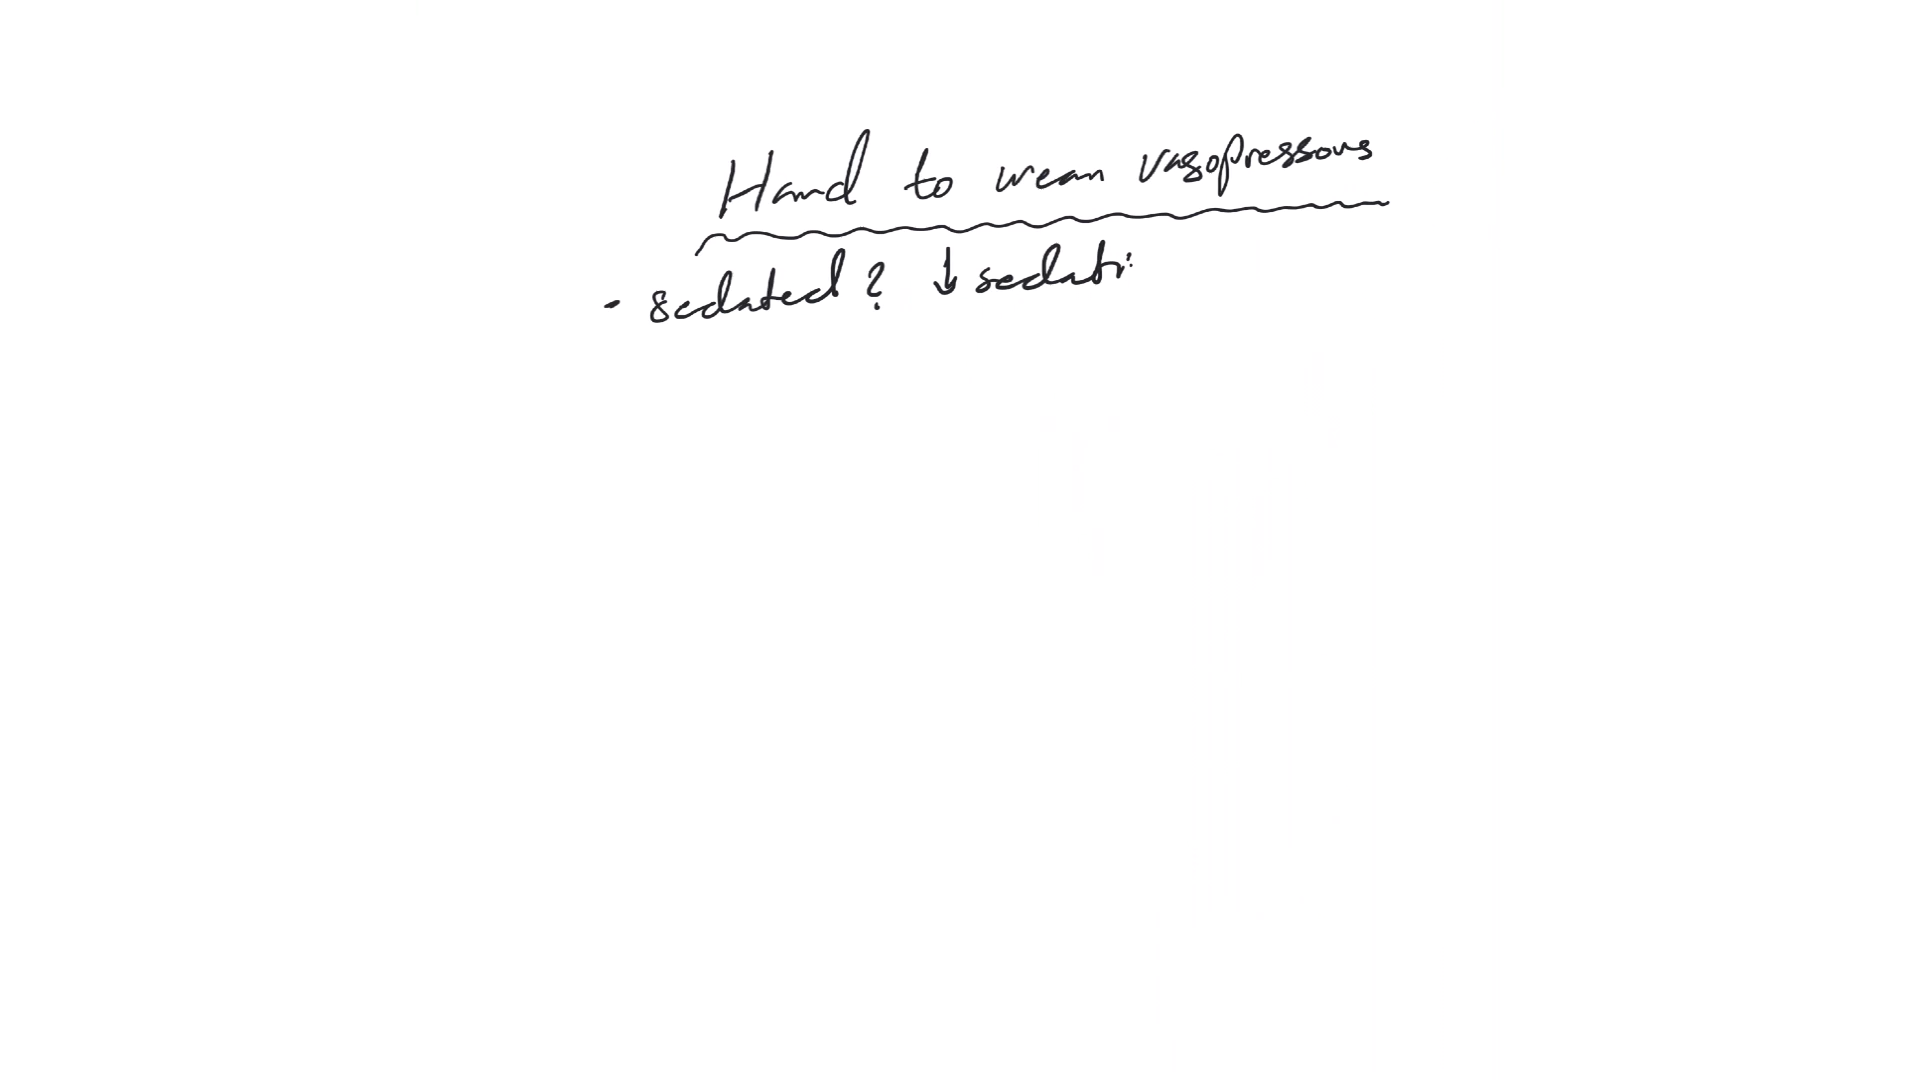 Hard to wean vasopressors
- sedated? ↓ sedati